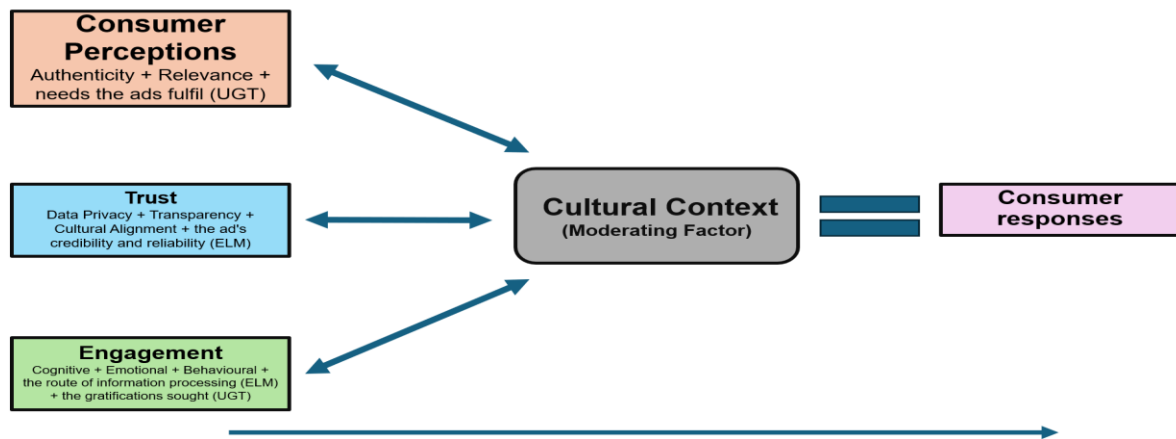 Consumer
Perceptions
Authenticity + Relevance +
needs the ads fulfil (UGT)
Trust
Data Privacy + Transparency +
Cultural Alignment + the ad's
credibility and reliability (ELM)
Engagement
Cognitive + Emotional + Behavioural +
the route of information processing (ELM)
+ the gratifications sought (UGT)
Cultural Context
(Moderating Factor)
Consumer
responses